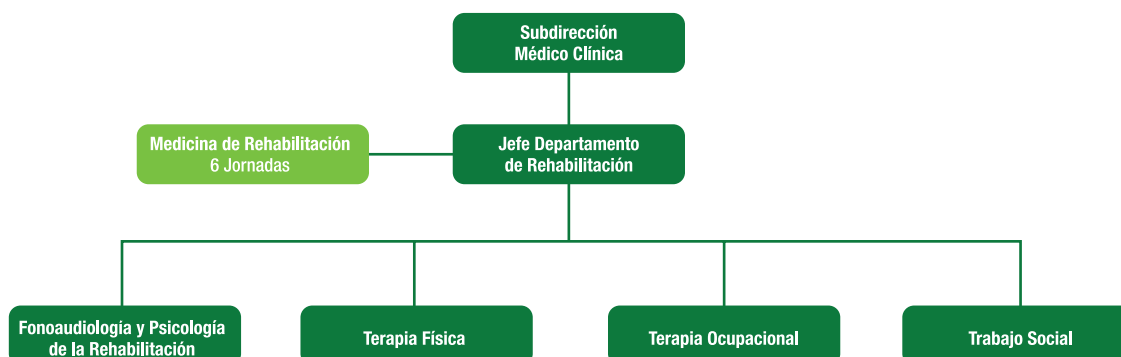 Subdirección
Médico Clínica
Medicina de Rehabilitación
6 Jornadas
Jefe Departamento
de Rehabilitación
Fonoaudiología y Psicología
de la Rehabilitación
Terapia Física
Terapia Ocupacional
Trabajo Social